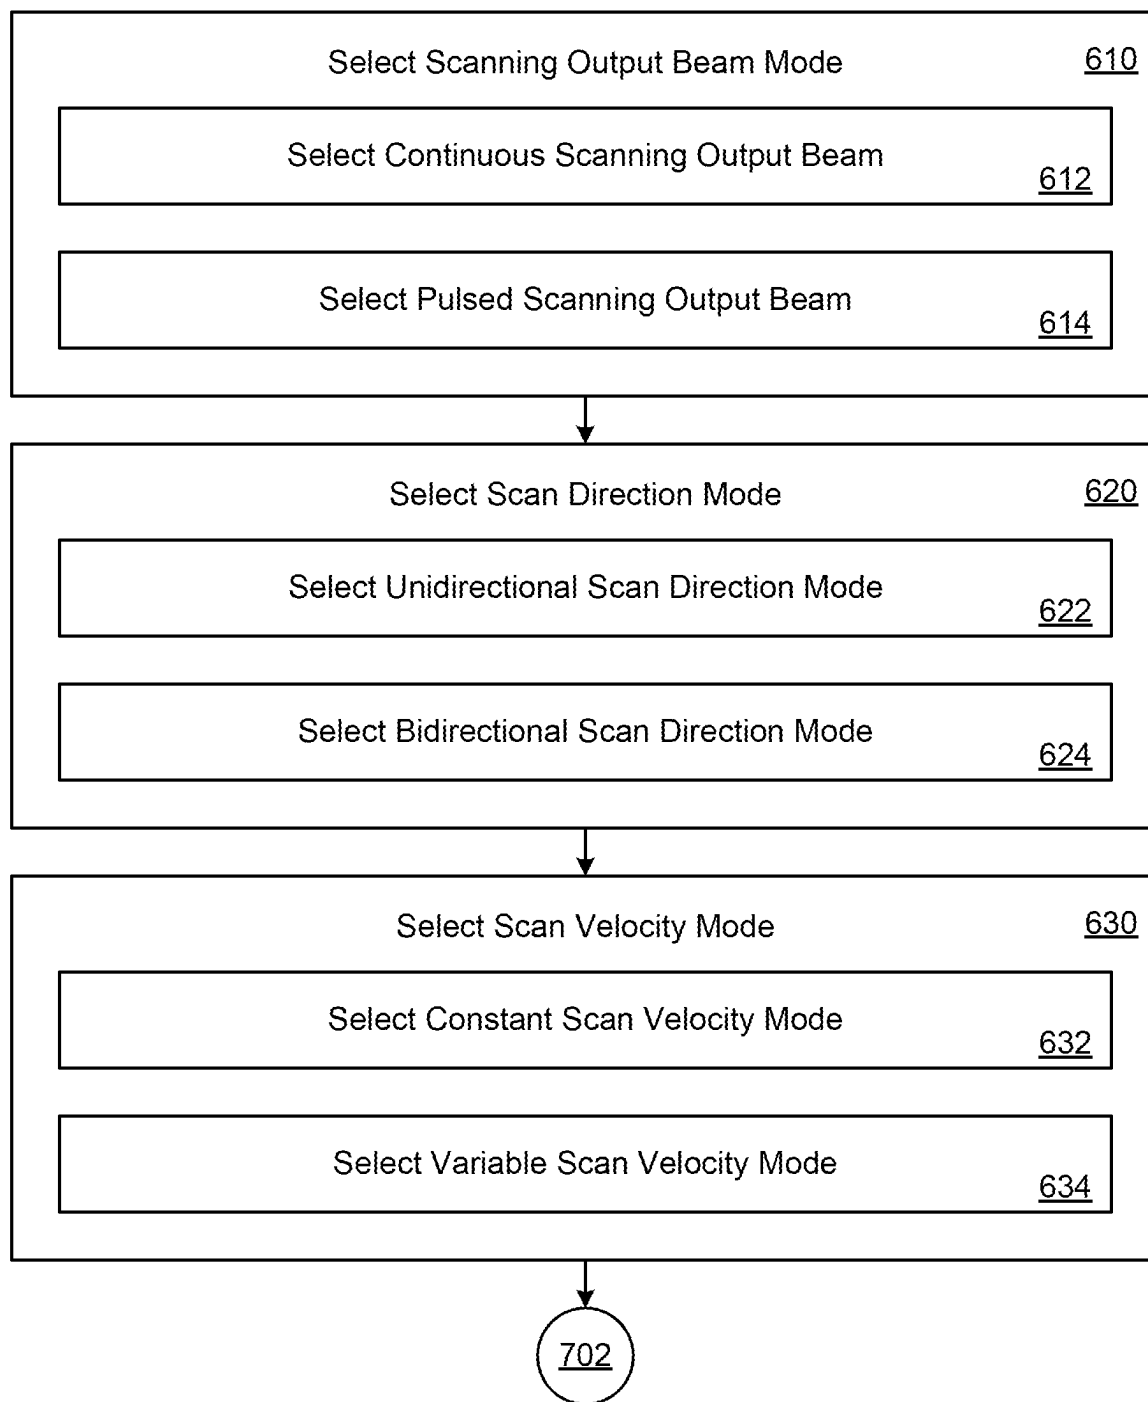 Select Scanning Output Beam Mode
610
Select Continuous Scanning Output Beam
612
Select Pulsed Scanning Output Beam
614
Select Scan Direction Mode
620
Select Unidirectional Scan Direction Mode
622
Select Bidirectional Scan Direction Mode
624
Select Scan Velocity Mode
630
Select Constant Scan Velocity Mode
632
Select Variable Scan Velocity Mode
634
702